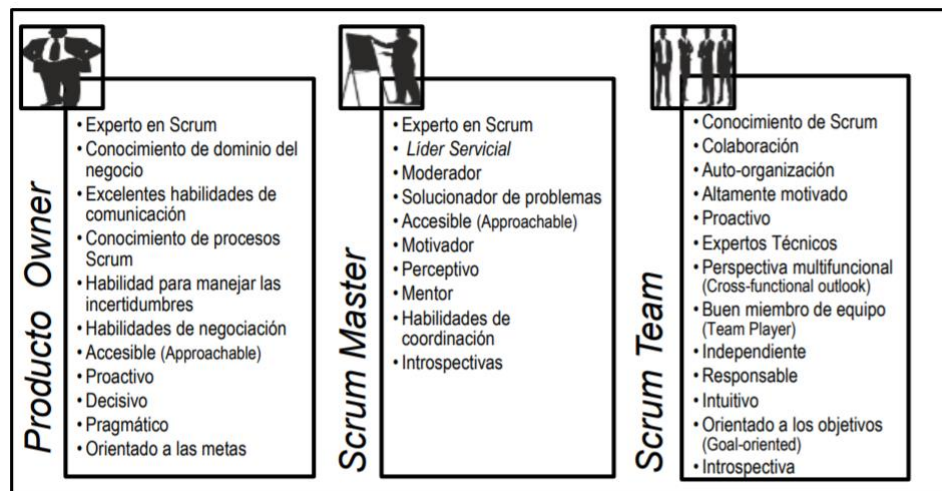 Producto Owner
• Experto en Scrum
• Conocimiento de dominio del
negocio
• Excelentes habilidades de
comunicación
• Conocimiento de procesos
Scrum
• Habilidad para manejar las
incertidumbres
• Habilidades de negociación
• Accesible (Approachable)
• Proactivo
• Decisivo
• Pragmático
• Orientado a las metas
Scrum Master
• Experto en Scrum
• Líder Servicial
• Moderador
• Solucionador de problemas
• Accesible (Approachable)
• Motivador
• Perceptivo
• Mentor
• Habilidades de
coordinación
• Introspectivas
Scrum Team
• Conocimiento de Scrum
• Colaboración
• Auto-organización
• Altamente motivado
• Proactivo
• Expertos Técnicos
• Perspectiva multifuncional
(Cross-functional outlook)
• Buen miembro de equipo
(Team Player)
• Independiente
• Responsable
• Intuitivo
• Orientado a los objetivos
(Goal-oriented)
• Introspectiva